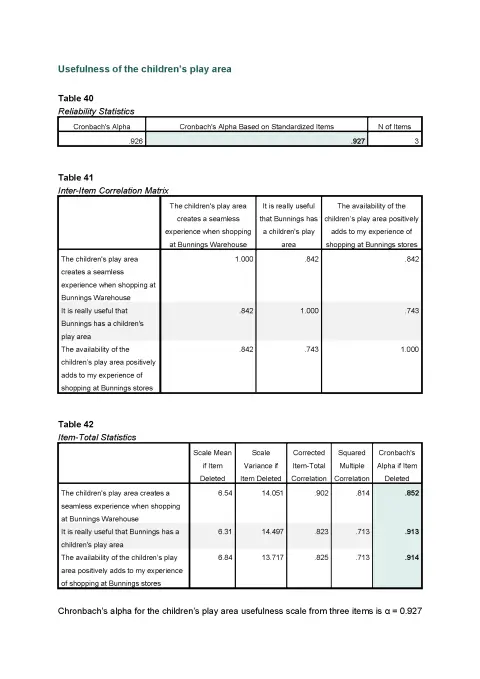 Usefulness of the children's play area
Table 40
Reliability Statistics
Cronbach's Alpha Cronbach's Alpha Based on Standardized Items N of Items
.926 .927 3
Table 41
Inter-Item Correlation Matrix
The children's play area It is really useful The availability of the
creates a seamless that Bunnings has children's play area positively
experience when shopping a children's play adds to my experience of
at Bunnings Warehouse area shopping at Bunnings stores
The children's play area 1.000 .842 .842
creates a seamless
experience when shopping at
Bunnings Warehouse
It is really useful that .842 1.000 .743
Bunnings has a children's
play area
The availability of the .842 .743 1.000
children's play area positively
adds to my experience of
shopping at Bunnings stores
Table 42
Item-Total Statistics
Scale Mean Scale Corrected Squared Cronbach's
if Item Variance if Item-Total Multiple Alpha if Item
Deleted Item Deleted Correlation Correlation Deleted
The children's play area creates a 6.54 14.051 .902 .814 .852
seamless experience when shopping
at Bunnings Warehouse
It is really useful that Bunnings has a 6.31 14.497 .823 .713 .913
children's play area
The availability of the children's play 6.84 13.717 .825 .713 .914
area positively adds to my experience
of shopping at Bunnings stores
Chronbach's alpha for the children's play area usefulness scale from three items is α = 0.927